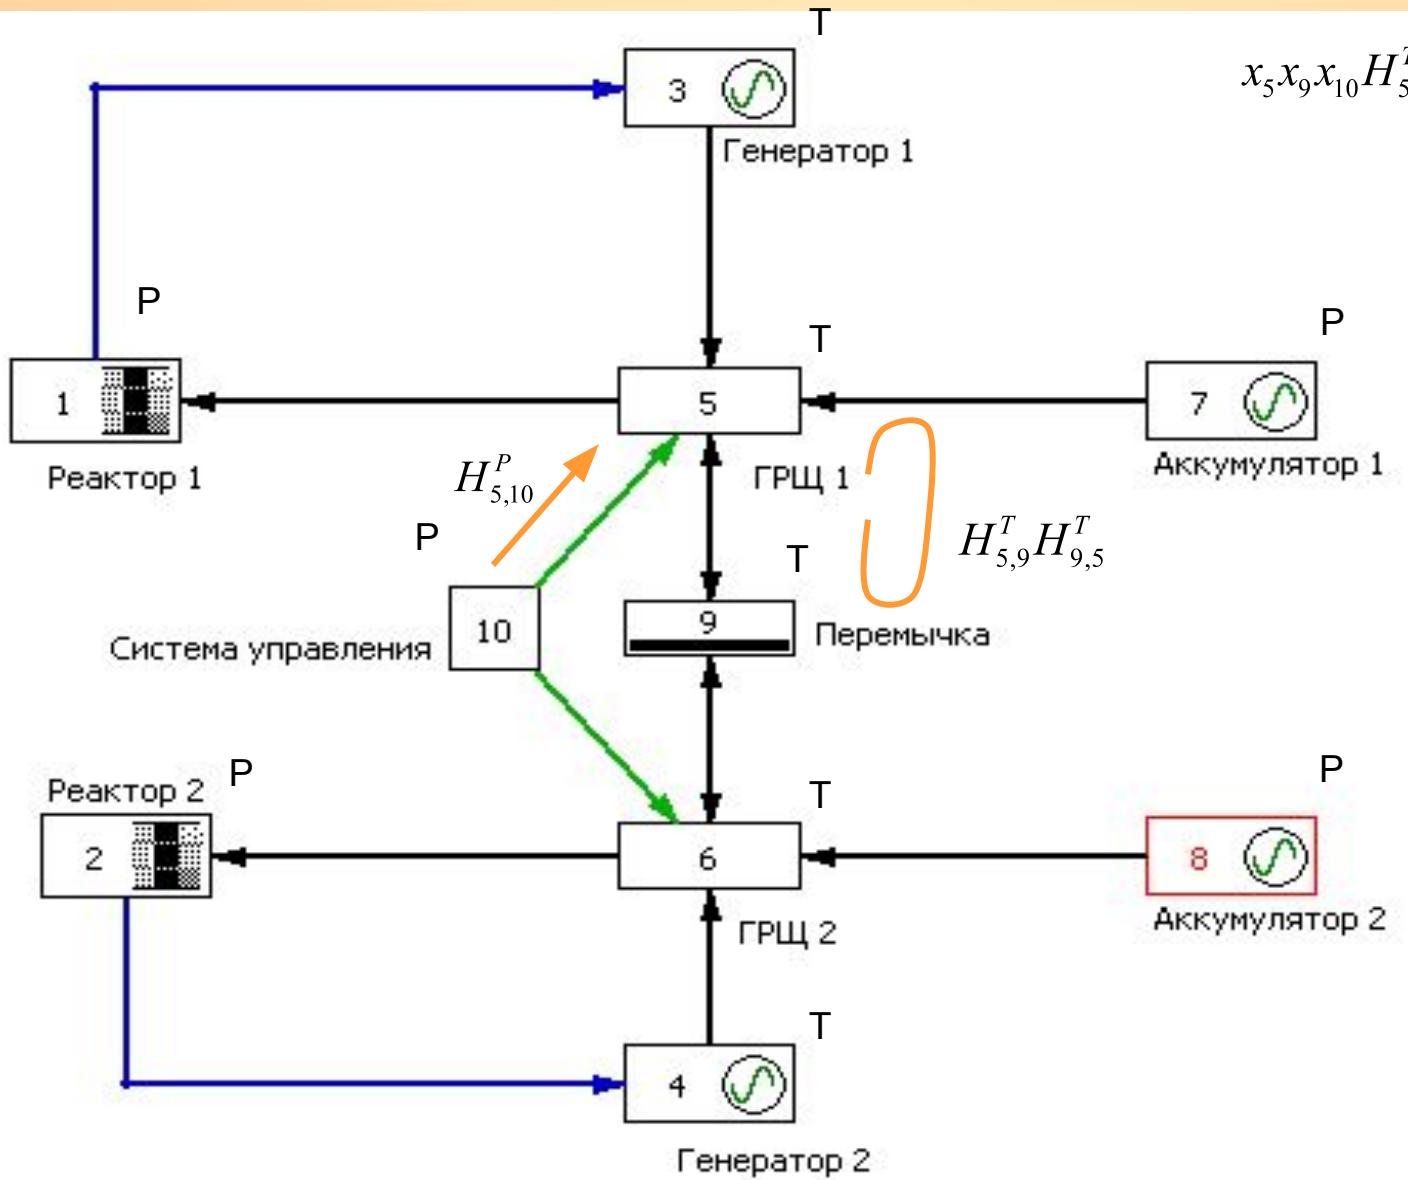 T
x₅x₉x₁₀H₅ᵀ
3
Генератор 1
P
T
P
1
5
7
Реактор 1
H^P_{5,10}
ГРЩ 1
Аккумулятор 1
P
T
H^T_{5,9}H^T_{9,5}
10
9
Система управления
Перемычка
Реактор 2
P
T
P
2
6
8
ГРЩ 2
Аккумулятор 2
T
4
Генератор 2